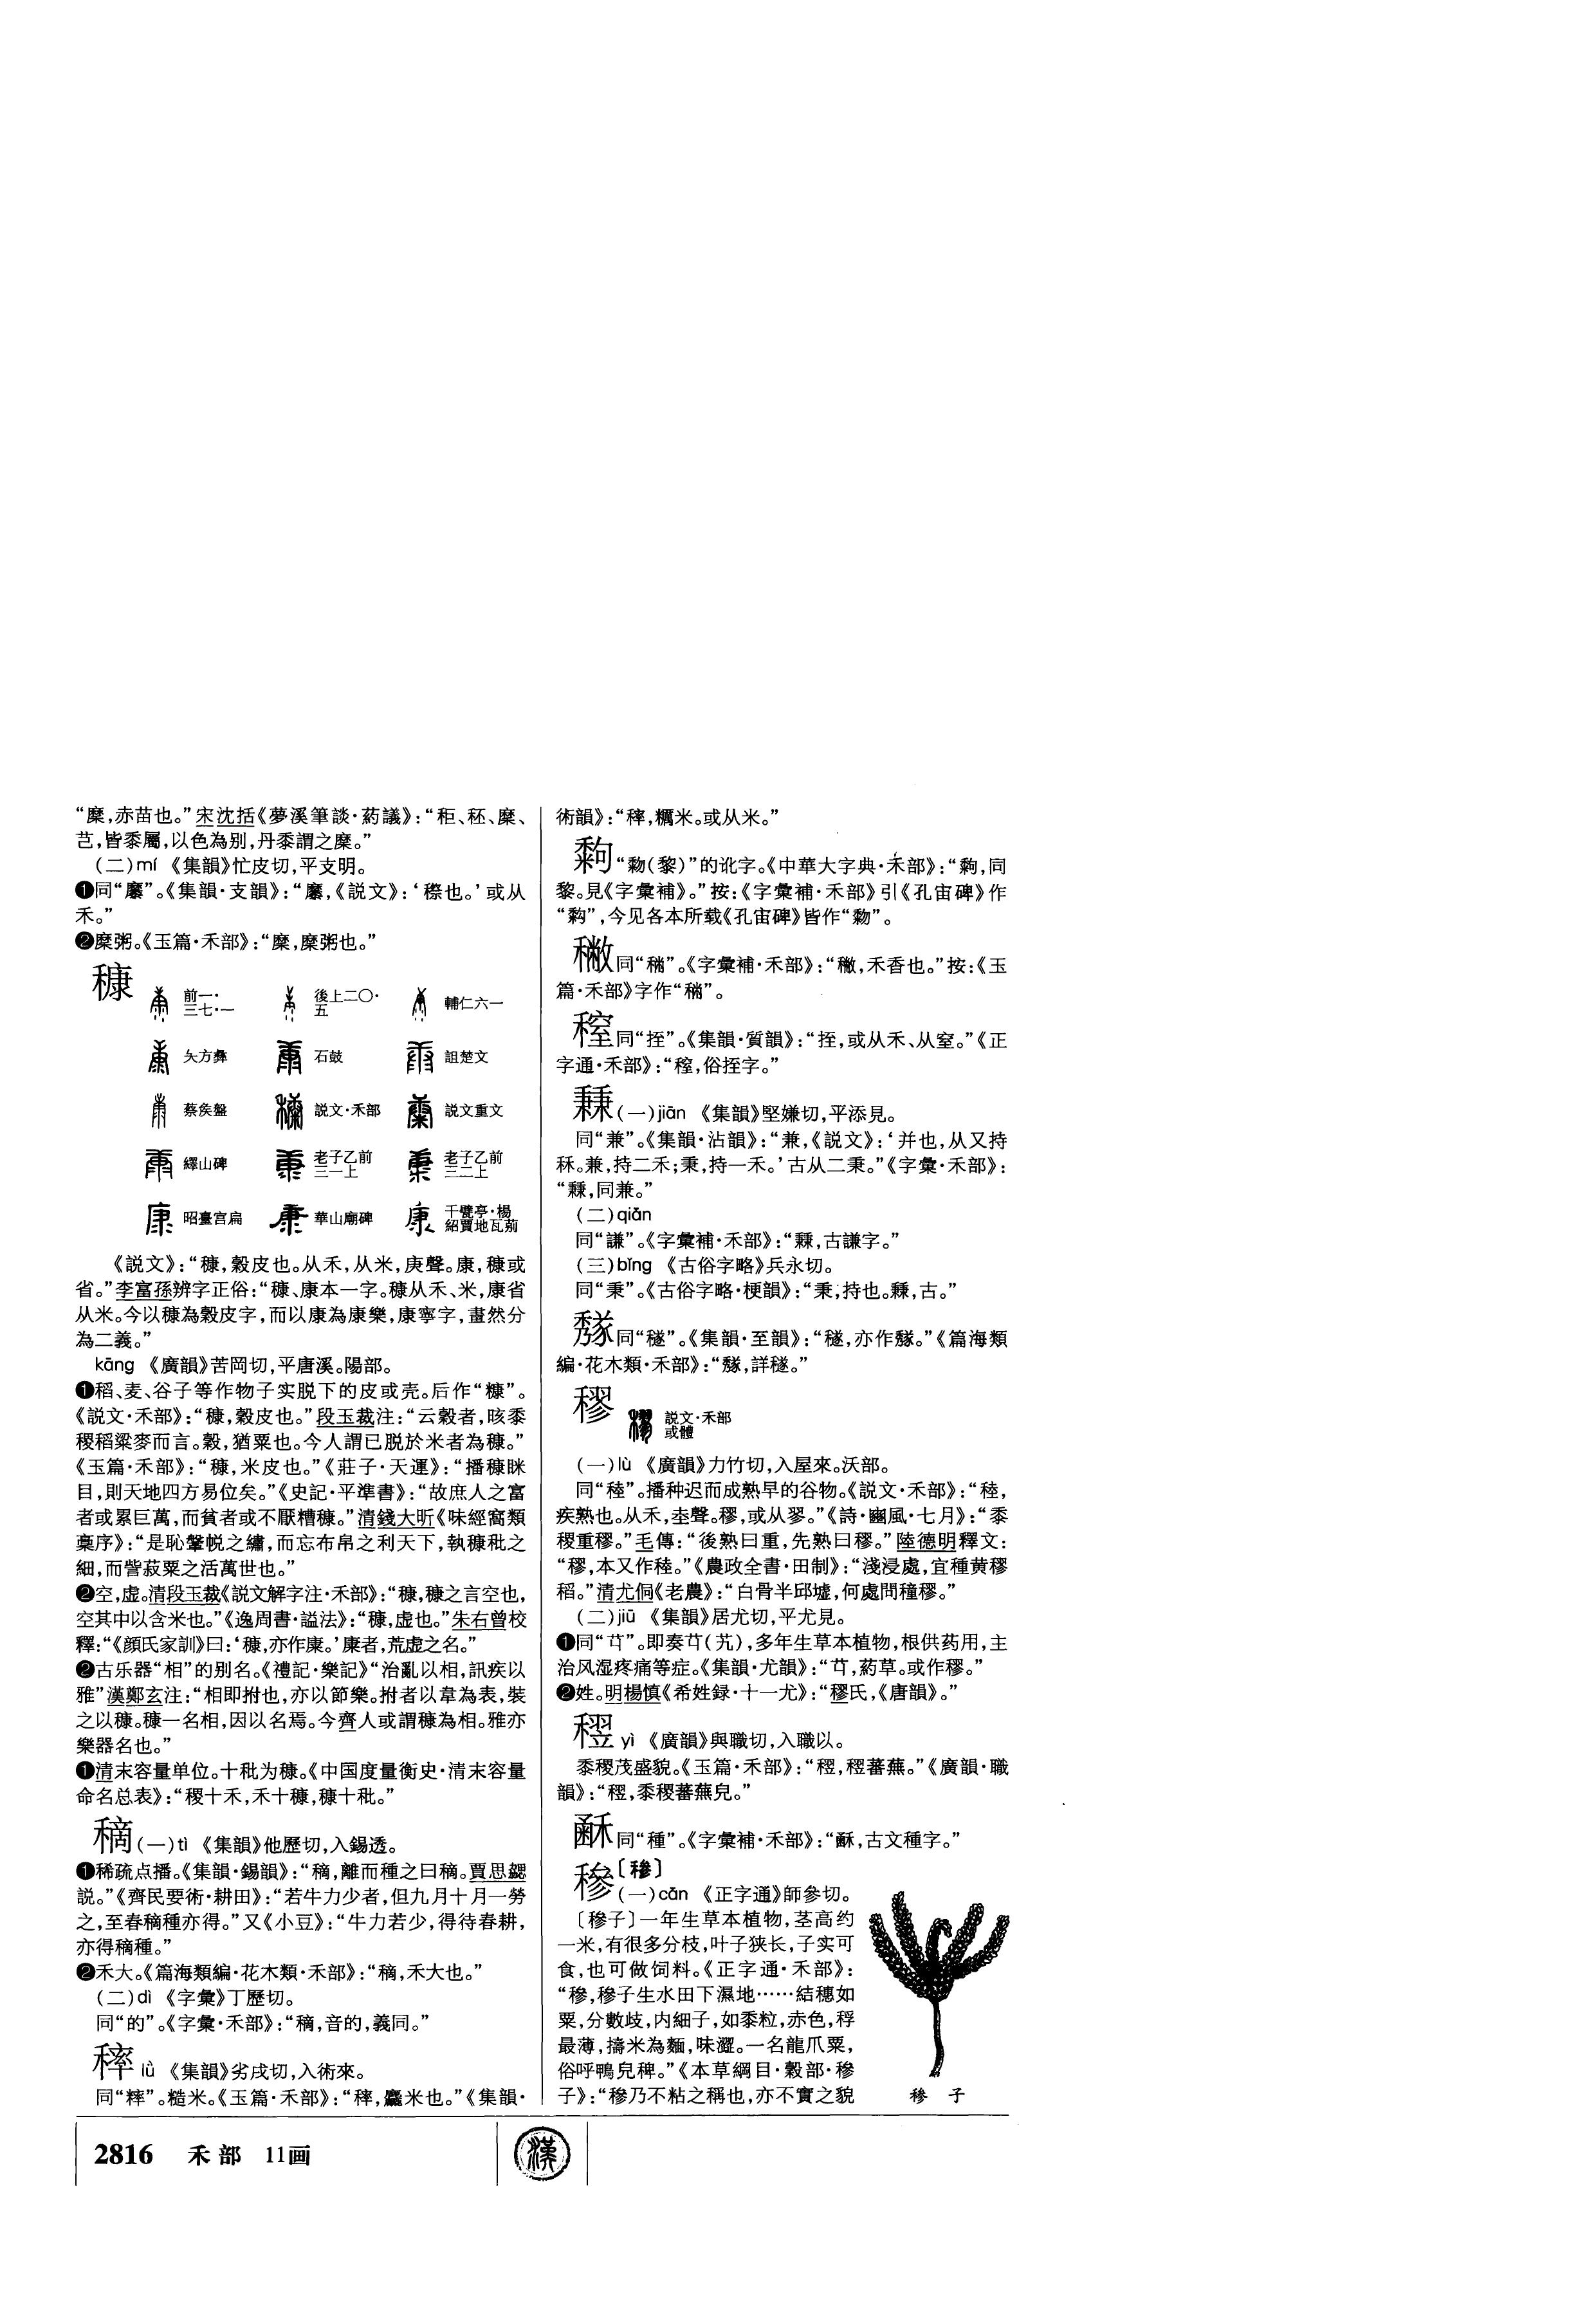 “穈,赤苗也。”宋沈括《夢溪筆談·葯議》:“秬、秠、穈、
芑,皆黍屬,以色為别,丹黍謂之穈。”
(二)mí 《集韻》忙皮切,平支明。
❶同“䕷”。《集韻·支韻》:“䕷,《説文》:‘穄也。’或从
禾。”
❷穈粥。《玉篇·禾部》:“穈,穈粥也。”
穅
前一·三七·一
後上二〇·五
輔仁六一
矢方彝
石鼓
詛楚文
蔡侯盤
説文·禾部
説文重文
繹山碑
老子乙前三一上
老子乙前三二上
昭臺宫扁
華山廟碑
千甓亭·楊紹買地瓦莂
《説文》:“穅,穀皮也。从禾,从米,庚聲。康,穅或
省。”李富孫辨字正俗:“穅、康本一字。穅从禾、米,康省
从米。今以穅為穀皮字,而以康為康樂,康寧字,畫然分
為二義。”
kāng 《廣韻》苦岡切,平唐溪。陽部。
❶稻、麦、谷子等作物子实脱下的皮或壳。后作“糠”。
《説文·禾部》:“穅,穀皮也。”段玉裁注:“云穀者,晐黍
稷稻粱麥而言。穀,猶粟也。今人謂已脱於米者為穅。”
《玉篇·禾部》:“穅,米皮也。”《莊子·天運》:“播穅眯
目,則天地四方易位矣。”《史記·平準書》:“故庶人之富
者或累巨萬,而貧者或不厭糟穅。”清錢大昕《味經窩類
稾序》:“是恥鞶帨之繡,而忘布帛之利天下,執穅秕之
細,而訾菽粟之活萬世也。”
❷空,虚。清段玉裁《説文解字注·禾部》:“穅,穅之言空也,
空其中以含米也。”《逸周書·謚法》:“穅,虚也。”朱右曾校
釋:“《顔氏家訓》曰:‘穅,亦作㝩。’㝩者,荒虚之名。”
❷古乐器“相”的别名。《禮記·樂記》“治亂以相,訊疾以
雅”漢鄭玄注:“相即拊也,亦以節樂。拊者以韋為表,裝
之以穅。穅一名相,因以名焉。今齊人或謂穅為相。雅亦
樂器名也。”
❶清末容量单位。十秕为穅。《中国度量衡史·清末容量
命名总表》:“稷十禾,禾十穅,穅十秕。”
䅩(一)tì 《集韻》他歷切,入錫透。
❶稀疏点播。《集韻·錫韻》:“䅩,離而種之曰䅩。賈思勰
説。”《齊民要術·耕田》:“若牛力少者,但九月十月一勞
之,至春䅩種亦得。”又《小豆》:“牛力若少,得待春耕,
亦得䅩種。”
❷禾大。《篇海類編·花木類·禾部》:“䅩,禾大也。”
(二)dì 《字彙》丁歷切。
同“的”。《字彙·禾部》:“䅩,音的,義同。”
䅞 lǜ 《集韻》劣戌切,入術來。
同“䊫”。糙米。《玉篇·禾部》:“䅞,麤米也。”《集韻·
術韻》:“䅞,糲米。或从米。”
“黎(黎)”的讹字。《中華大字典·禾部》:“,同
黎。見《字彙補》。”按:《字彙補·禾部》引《孔宙碑》作
“”,今见各本所载《孔宙碑》皆作“”。
同“”。《字彙補·禾部》:“,禾香也。”按:《玉
篇·禾部》字作“”。
同“挃”。《集韻·質韻》:“挃,或从禾、从窒。”《正
字通·禾部》:“,俗挃字。”
(一)jiān 《集韻》堅嫌切,平添見。
同“兼”。《集韻·沾韻》:“兼,《説文》:‘并也,从又持
秝。兼,持二禾;秉,持一禾。’古从二秉。”《字彙·禾部》:
“,同兼。”
(二)qiǎn
同“謙”。《字彙補·禾部》:“,古謙字。”
(三)bǐng 《古俗字略》兵永切。
同“秉”。《古俗字略·梗韻》:“秉,持也。,古。”
同“穟”。《集韻·至韻》:“穟,亦作。”《篇海類
編·花木類·禾部》:“,詳穟。”
穋
説文·禾部或體
(一)lù 《廣韻》力竹切,入屋來。沃部。
同“稑”。播种迟而成熟早的谷物。《説文·禾部》:“稑,
疾熟也。从禾,坴聲。穋,或从翏。”《詩·豳風·七月》:“黍
稷重穋。”毛傳:“後熟曰重,先熟曰穋。”陸德明釋文:
“穋,本又作稑。”《農政全書·田制》:“淺浸處,宜種黄穋
稻。”清尤侗《老農》:“白骨半邱墟,何處問穜穋。”
(二)jiū 《集韻》居尤切,平尤見。
❶同“艽”。即秦艽(艽),多年生草本植物,根供药用,主
治风湿疼痛等症。《集韻·尤韻》:“艽,葯草。或作穋。”
❷姓。明楊慎《希姓録·十一尤》:“穋氏,《唐韻》。”
yì 《廣韻》與職切,入職以。
黍稷茂盛貌。《玉篇·禾部》:“,蕃蕪。”《廣韻·職
韻》:“,黍稷蕃蕪皃。”
同“種”。《字彙補·禾部》:“,古文種字。”
穇〔䅟〕
(一)cǎn 《正字通》師參切。
〔穇子〕一年生草本植物,茎高约
一米,有很多分枝,叶子狭长,子实可
食,也可做饲料。《正字通·禾部》:
“穇,穇子生水田下濕地……結穗如
粟,分數歧,内細子,如黍粒,赤色,稃
最薄,擣米為麵,味澀。一名龍爪粟,
俗呼鴨皃稗。”《本草綱目·穀部·穇
子》:“穇乃不粘之稱也,亦不實之貌
䅟 子
2816 禾部 11画
漢